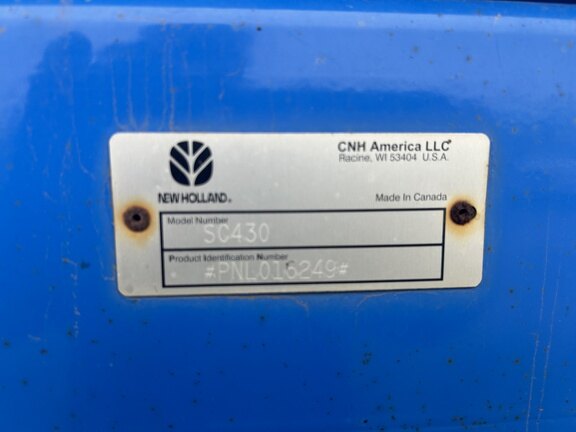 NEW HOLLAND®
CNH America LLC
Racine, WI 53404 U.S.A.
Made In Canada
Model Number
SC430
Product Identification Number
*PNL016249*